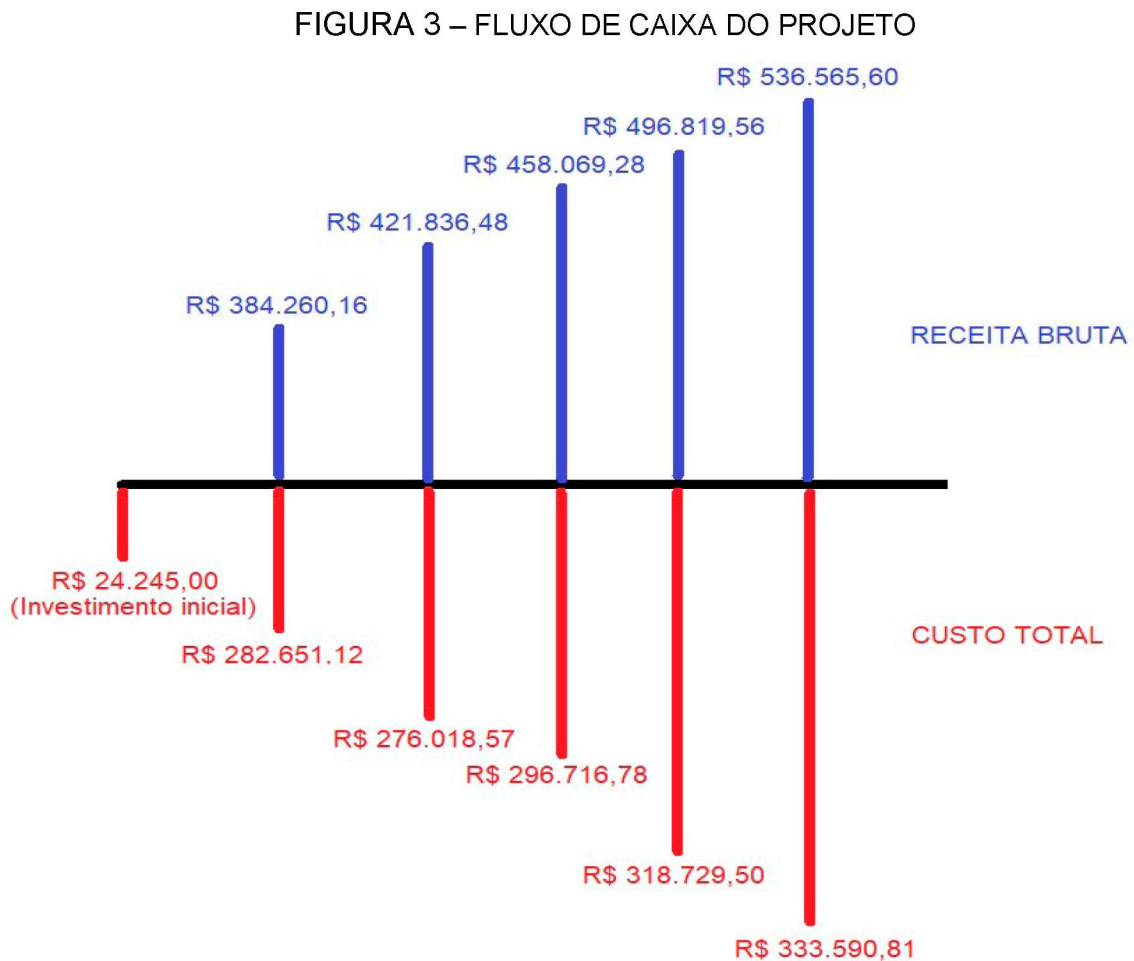 FIGURA 3 – FLUXO DE CAIXA DO PROJETO
R$ 536.565,60
R$ 496.819,56
R$ 458.069,28
R$ 421.836,48
R$ 384.260,16
RECEITA BRUTA
R$ 24.245,00
(Investimento inicial)
CUSTO TOTAL
R$ 282.651,12
R$ 276.018,57
R$ 296.716,78
R$ 318.729,50
R$ 333.590,81